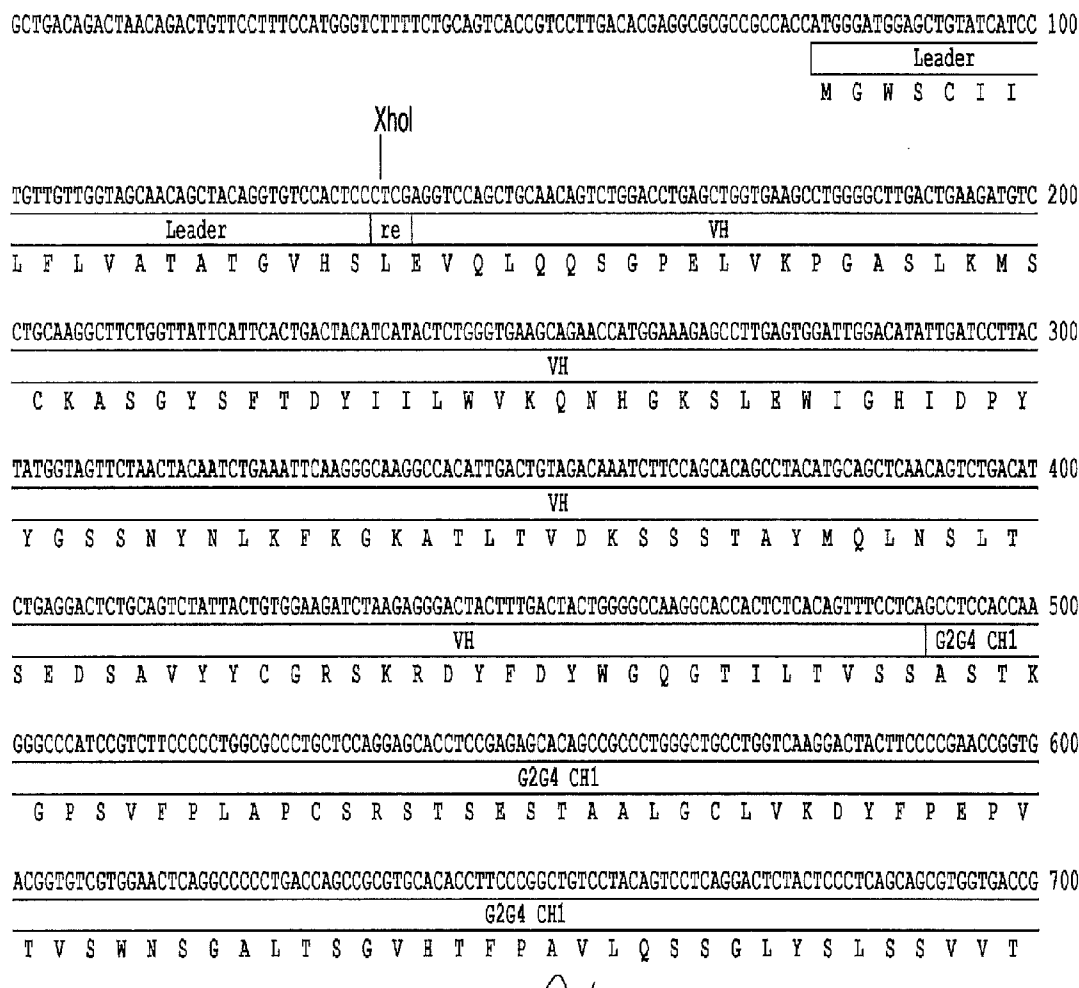 GCTGACAGACTAACAGACTGTTCCTTTCCATGGGTCTTTTCTGCAGTCACCGTCCTTGACACGAGGCGCGCCGCCACCATGGGATGGAGCTGTATCATCC 100
Leader
M G W S C I I
XhoI
TGTTGTTGGTAGCAACAGCTACAGGTGTCCACTCCCTCGAGGTCCAGCTGCAACAGTCTGGACCTGAGCTGGTGAAGCCTGGGGCTTGACTGAAGATGTC 200
Leader re VH
L F L V A T A T G V H S L E V Q L Q Q S G P E L V K P G A S L K M S
CTGCAAGGCTTCTGGTTATTCATTCACTGACTACATCATACTCTGGGTGAAGCAGAACCATGGAAAGAGCCTTGAGTGGATTGGACATATTGATCCTTAC 300
VH
C K A S G Y S F T D Y I I L W V K Q N H G K S L E W I G H I D P Y
TATGGTAGTTCTAACTACAATCTGAAATTCAAGGGCAAGGCCACATTGACTGTAGACAAATCTTCCAGCACAGCCTACATGCAGCTCAACAGTCTGACAT 400
VH
Y G S S N Y N L K F K G K A T L T V D K S S S T A Y M Q L N S L T
CTGAGGACTCTGCAGTCTATTACTGTGGAAGATCTAAGAGGGACTACTTTGACTACTGGGGCCAAGGCACCACTCTCACAGTTTCCTCAGCCTCCACCAA 500
VH G2G4 CH1
S E D S A V Y Y C G R S K R D Y F D Y W G Q G T I L T V S S A S T K
GGGCCCATCCGTCTTCCCCCTGGCGCCCTGCTCCAGGAGCACCTCCGAGAGCACAGCCGCCCTGGGCTGCCTGGTCAAGGACTACTTCCCCGAACCGGTG 600
G2G4 CH1
G P S V F P L A P C S R S T S E S T A A L G C L V K D Y F P E P V
ACGGTGTCGTGGAACTCAGGCCCCCTGACCAGCCGCGTGCACACCTTCCCGGCTGTCCTACAGTCCTCAGGACTCTACTCCCTCAGCAGCGTGGTGACCG 700
G2G4 CH1
T V S W N S G A L T S G V H T F P A V L Q S S G L Y S L S S V V T